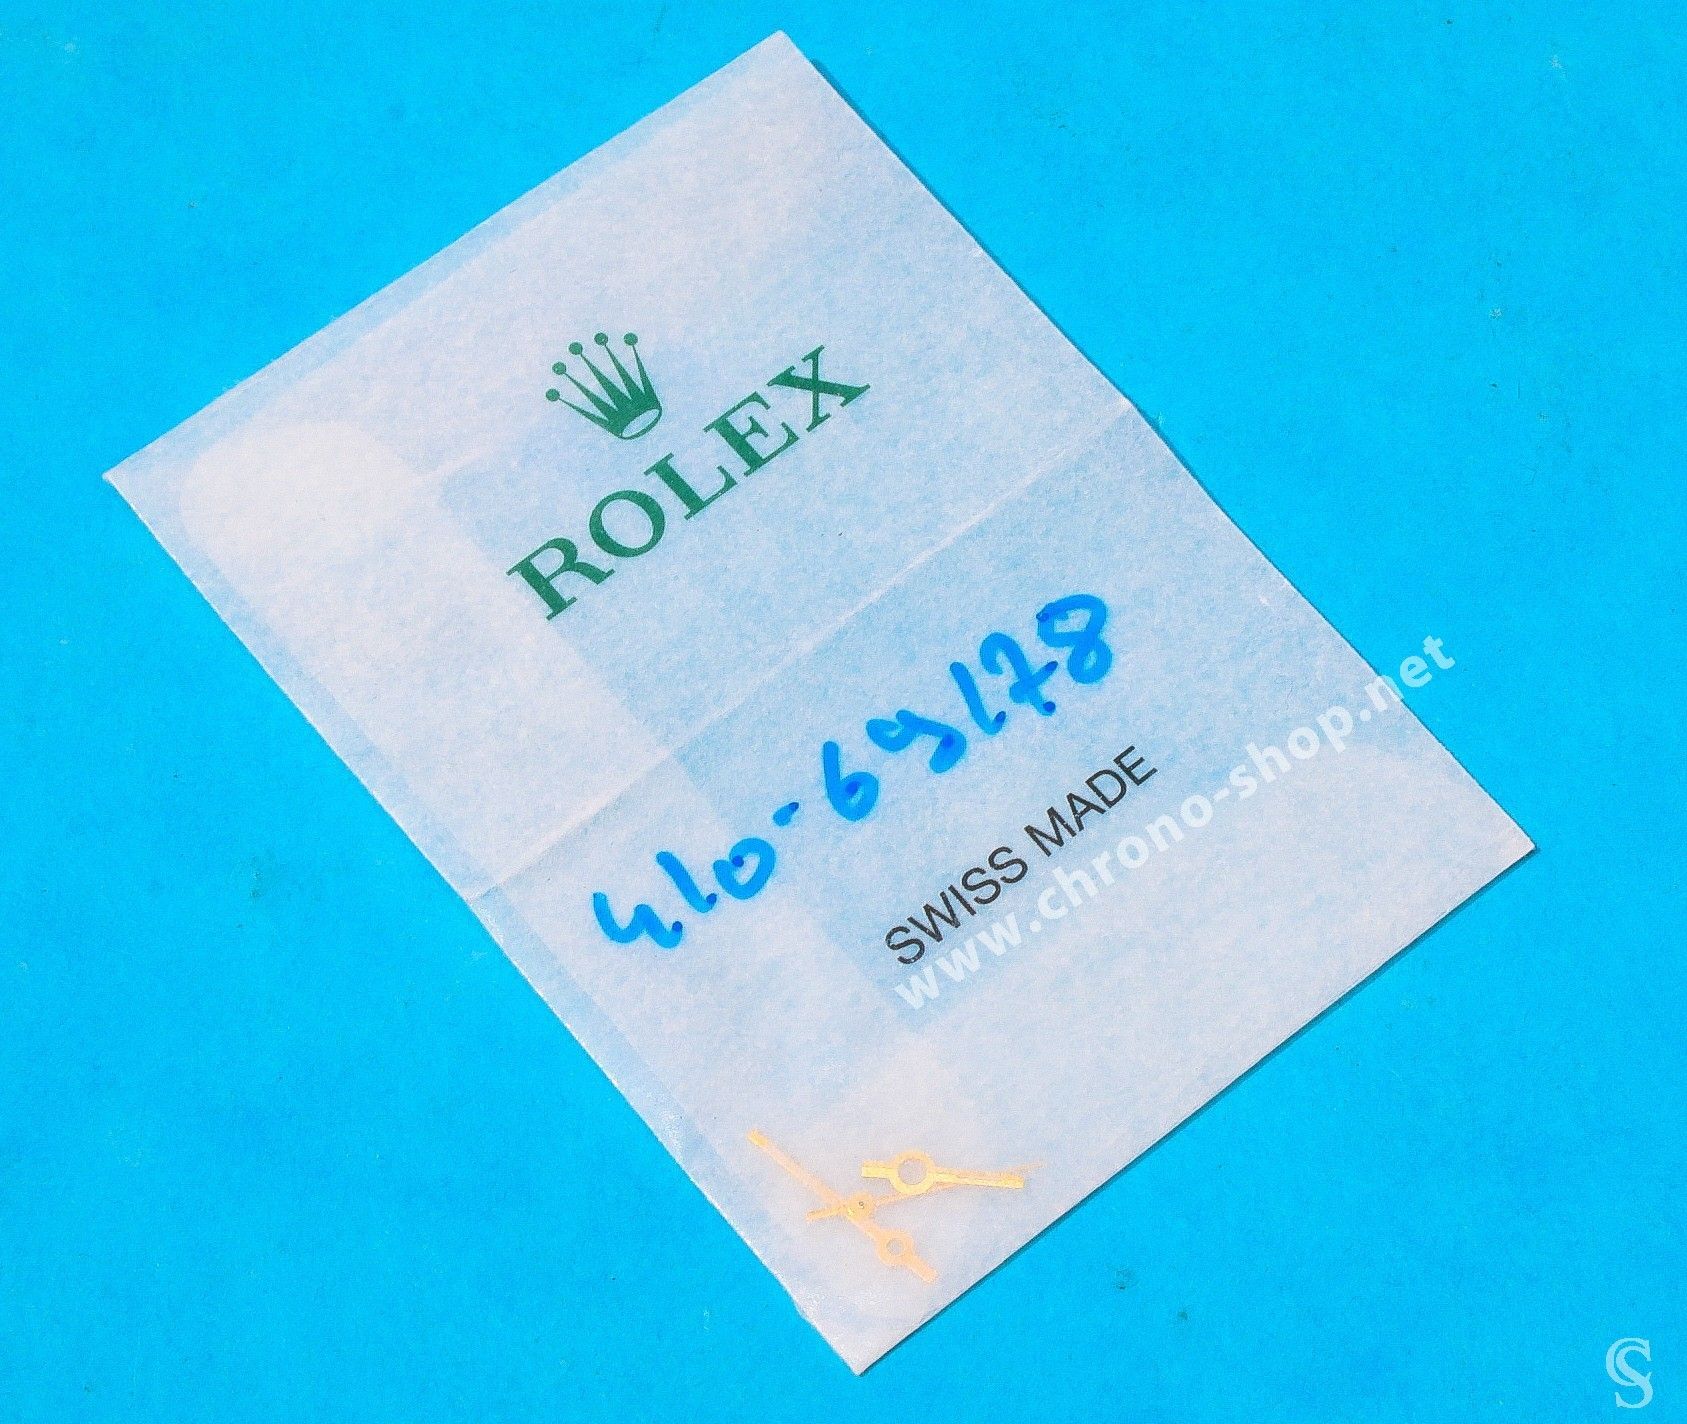 ROLEX
410-69178
SWISS MADE
www.chrono-shop.net